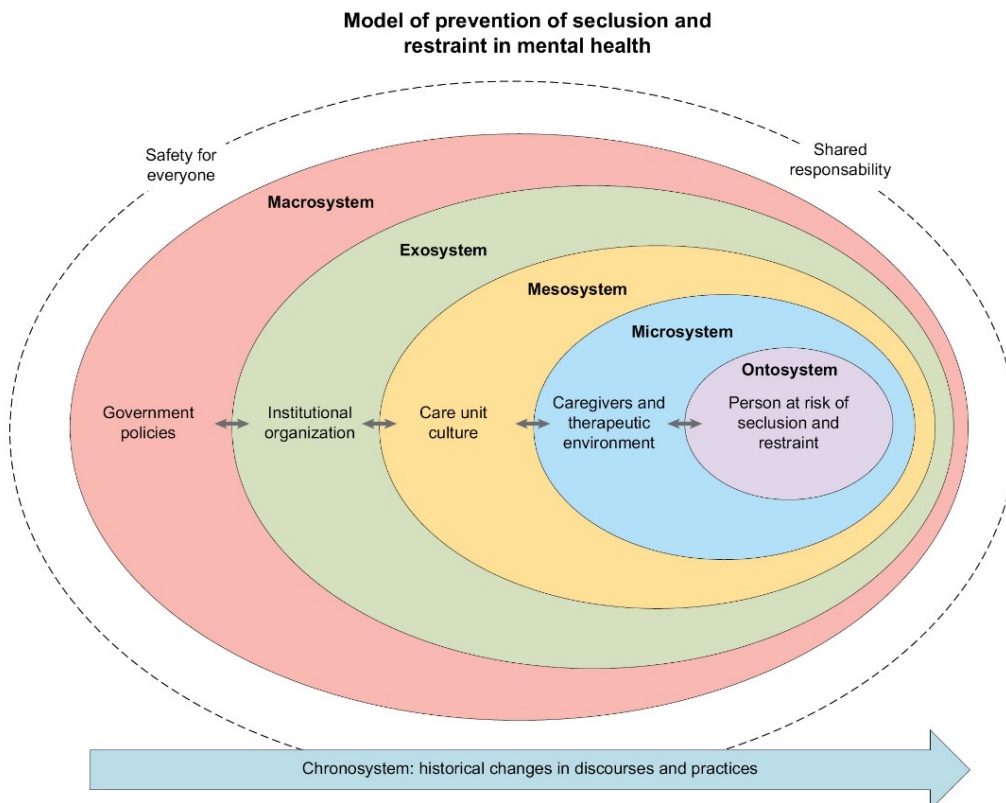 Model of prevention of seclusion and
restraint in mental health
Safety for
everyone
Shared
responsability
Macrosystem
Exosystem
Mesosystem
Microsystem
Ontosystem
Government
policies
Institutional
organization
Care unit
culture
Caregivers and
therapeutic
environment
Person at risk of
seclusion and
restraint
Chronosystem: historical changes in discourses and practices